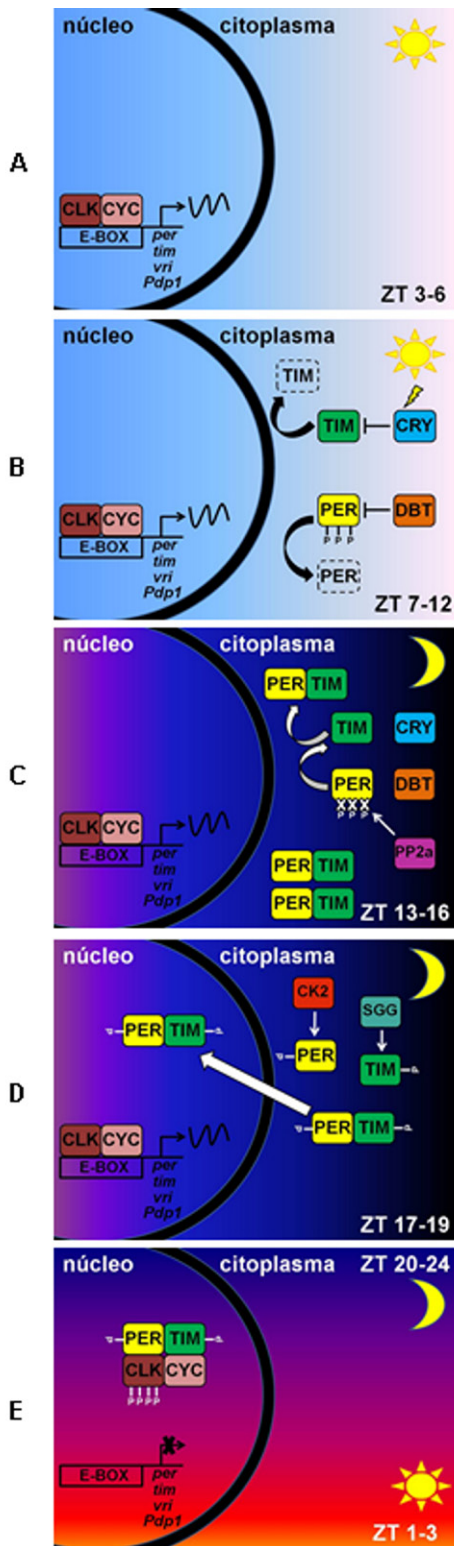 A
núcleo citoplasma
CLK CYC
E-BOX per
tim
vri
Pdp1
ZT 3-6
B
núcleo citoplasma
TIM
TIM CRY
PER DBT
P P P
PER
CLK CYC
E-BOX per
tim
vri
Pdp1
ZT 7-12
C
núcleo citoplasma
PER TIM
TIM CRY
PER DBT
X X X
P P P
PP2a
CLK CYC
E-BOX per
tim
vri
Pdp1
PER TIM
PER TIM
ZT 13-16
D
núcleo citoplasma
CK2
SGG
P PER TIM P
P PER
TIM P
P PER TIM P
CLK CYC
E-BOX per
tim
vri
Pdp1
ZT 17-19
E
núcleo citoplasma ZT 20-24
P PER TIM P
CLK CYC
P P P P
E-BOX per
tim
vri
Pdp1
ZT 1-3